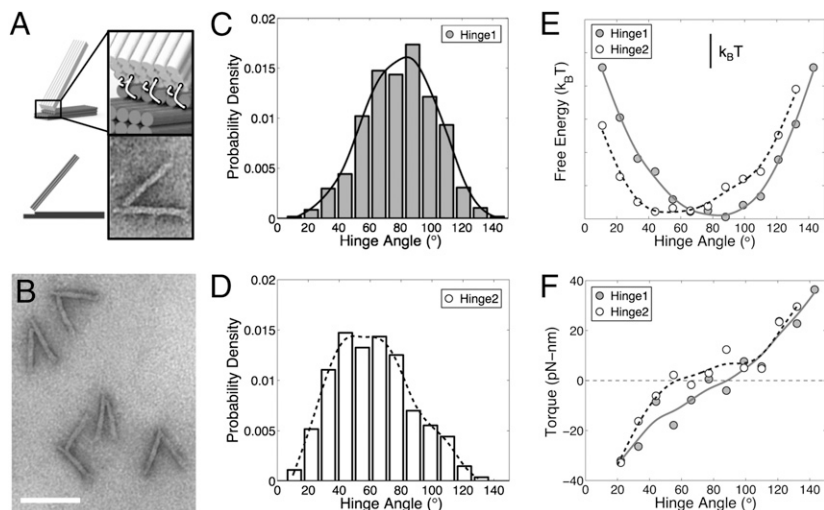 A
B
C
0.02
0.015
0.01
0.005
0
Probability Density
Hinge1
0 20 40 60 80 100 120 140
Hinge Angle (°)
D
0.02
0.015
0.01
0.005
0
Probability Density
Hinge2
0 20 40 60 80 100 120 140
Hinge Angle (°)
E
Hinge1
Hinge2
k_BT
Free Energy (k_BT)
0 20 40 60 80 100 120 140
Hinge Angle (°)
F
40
20
0
−20
−40
Torque (pN−nm)
Hinge1
Hinge2
0 20 40 60 80 100 120 140
Hinge Angle (°)